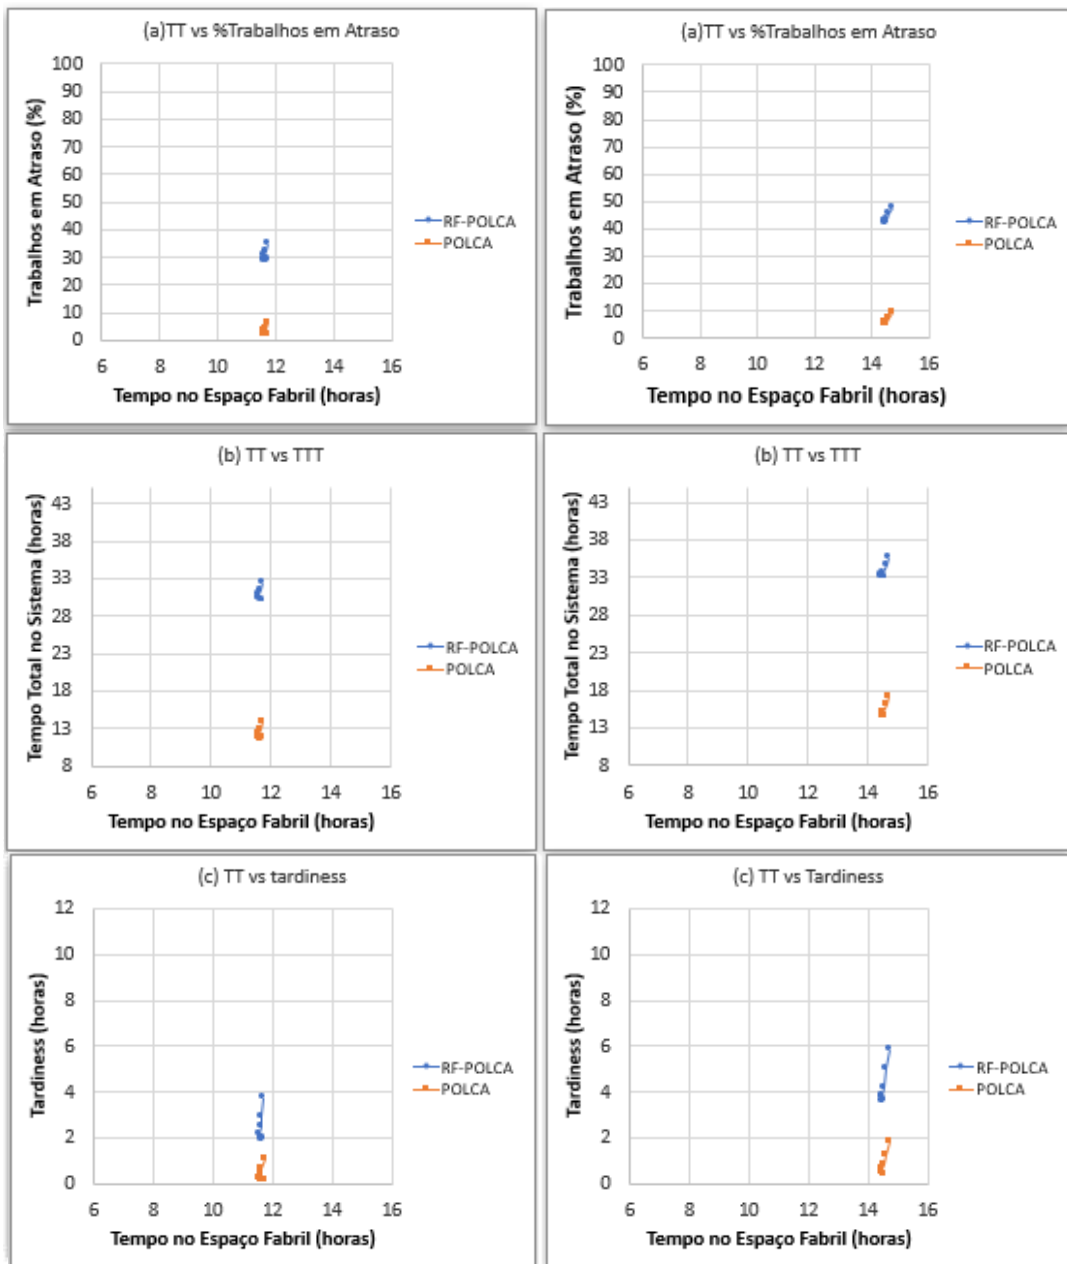 (a)TT vs %Trabalhos em Atraso
Trabalhos em Atraso (%)
100
90
80
70
60
50
40
30
20
10
0
6 8 10 12 14 16
Tempo no Espaço Fabril (horas)
RF-POLCA
POLCA
(a)TT vs %Trabalhos em Atraso
Trabalhos em Atraso (%)
100
90
80
70
60
50
40
30
20
10
0
6 8 10 12 14 16
Tempo no Espaço Fabril (horas)
RF-POLCA
POLCA
(b) TT vs TTT
Tempo Total no Sistema (horas)
43
38
33
28
23
18
13
8
6 8 10 12 14 16
Tempo no Espaço Fabril (horas)
RF-POLCA
POLCA
(b) TT vs TTT
Tempo Total no Sistema (horas)
43
38
33
28
23
18
13
8
6 8 10 12 14 16
Tempo no Espaço Fabril (horas)
RF-POLCA
POLCA
(c) TT vs tardiness
Tardiness (horas)
12
10
8
6
4
2
0
6 8 10 12 14 16
Tempo no Espaço Fabril (horas)
RF-POLCA
POLCA
(c) TT vs Tardiness
Tardiness (horas)
12
10
8
6
4
2
0
6 8 10 12 14 16
Tempo no Espaço Fabril (horas)
RF-POLCA
POLCA